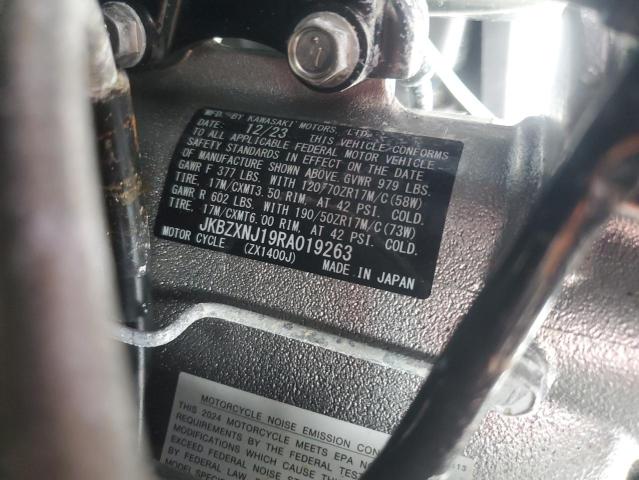 MFD. BY KAWASAKI MOTORS, LTD.
DATE: 12/23 THIS VEHICLE CONFORMS
TO ALL APPLICABLE FEDERAL MOTOR VEHICLE
SAFETY STANDARDS IN EFFECT ON THE DATE
OF MANUFACTURE SHOWN ABOVE. GVWR 979 LBS.
GAWR F 377 LBS. WITH 120/70ZR17M/C(58W)
TIRE, 17M/CXMT3.50 RIM, AT 42 PSI. COLD.
GAWR R 602 LBS. WITH 190/50ZR17M/C(73W)
TIRE, 17M/CXMT6.00 RIM, AT 42 PSI. COLD.
JKBZXNJ19RA019263
MOTOR CYCLE (ZX1400J) MADE IN JAPAN
MOTORCYCLE NOISE EMISSION
THIS 2024 MOTORCYCLE MEETS EPA
REQUIREMENTS BY THE FEDERAL TEST
MODIFICATIONS WHICH CAUSE
EXCEED FEDERAL NOISE
BY FEDERAL LAW.
MODEL